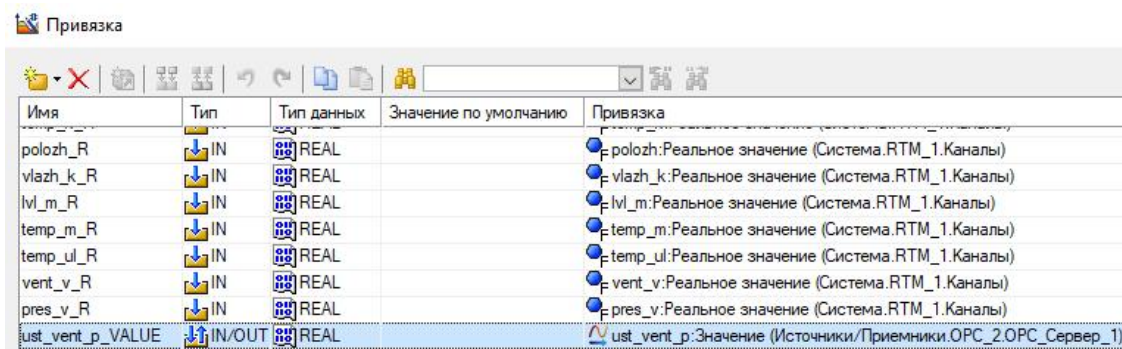 Привязка
Имя Тип Тип данных Значение по умолчанию Привязка
polozh_R IN REAL polozh:Реальное значение (Система.RTM_1.Каналы)
vlazh_k_R IN REAL vlazh_k:Реальное значение (Система.RTM_1.Каналы)
lvl_m_R IN REAL lvl_m:Реальное значение (Система.RTM_1.Каналы)
temp_m_R IN REAL temp_m:Реальное значение (Система.RTM_1.Каналы)
temp_ul_R IN REAL temp_ul:Реальное значение (Система.RTM_1.Каналы)
vent_v_R IN REAL vent_v:Реальное значение (Система.RTM_1.Каналы)
pres_v_R IN REAL pres_v:Реальное значение (Система.RTM_1.Каналы)
ust_vent_p_VALUE IN/OUT REAL ust_vent_p:Значение (Источники/Приемники.OPC_2.OPC_Сервер_1)